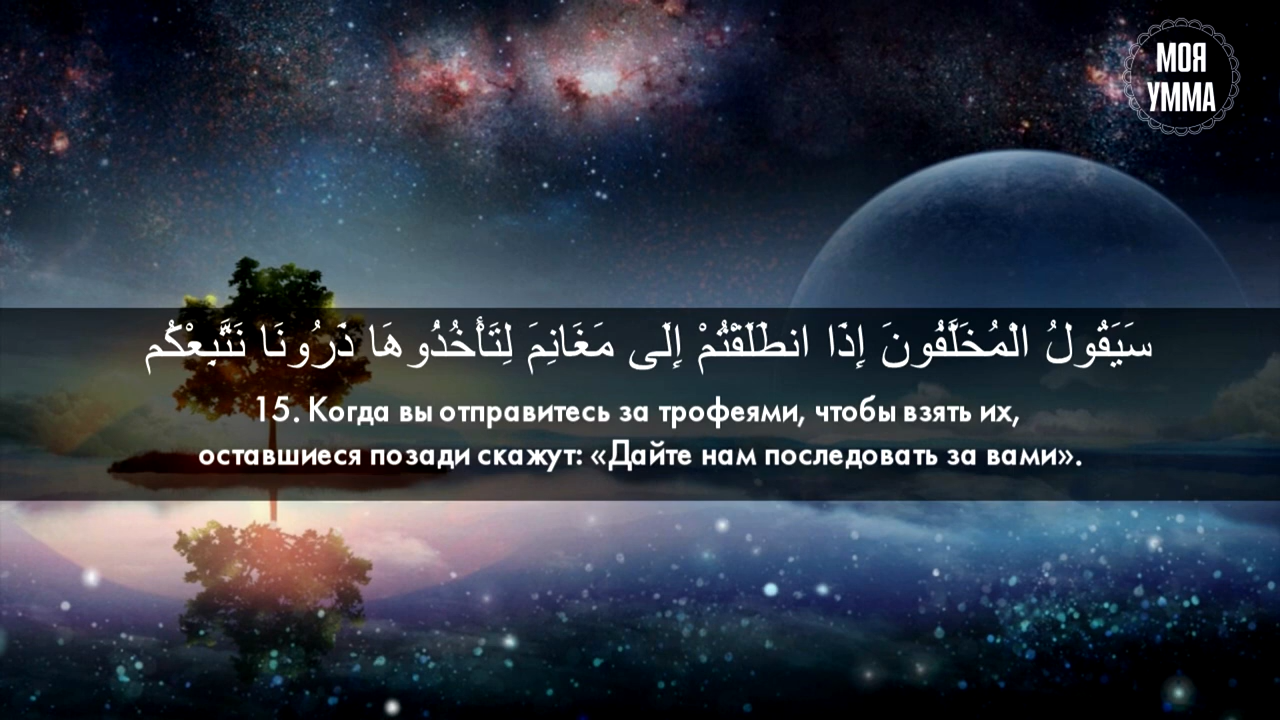 МОЯ
УММА
سَيَقُولُ الْمُخَلَّفُونَ إِذَا انطَلَقْتُمْ إِلَى مَغَانِمَ لِتَأْخُذُوهَا ذَرُونَا نَتَّبِعْكُمْ
15. Когда вы отправитесь за трофеями, чтобы взять их,
оставшиеся позади скажут: «Дайте нам последовать за вами».